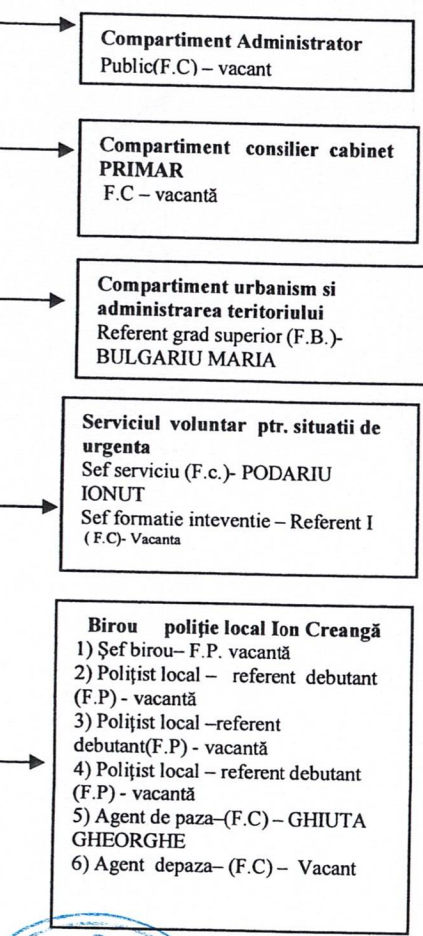 Compartiment Administrator
Public(F.C) – vacant
Compartiment consilier cabinet
PRIMAR
F.C – vacantă
Compartiment urbanism si
administrarea teritoriului
Referent grad superior (F.B.)-
BULGARIU MARIA
Serviciul voluntar ptr. situatii de
urgenta
Sef serviciu (F.c.)- PODARIU
IONUT
Sef formatie inteventie – Referent I
( F.C)- Vacanta
Birou poliţie local Ion Creangă
1) Şef birou– F.P. vacantă
2) Poliţist local – referent debutant
(F.P) - vacantă
3) Poliţist local –referent
debutant(F.P) - vacantă
4) Poliţist local – referent debutant
(F.P) - vacantă
5) Agent de paza–(F.C) – GHIUTA
GHEORGHE
6) Agent depaza– (F.C) – Vacant